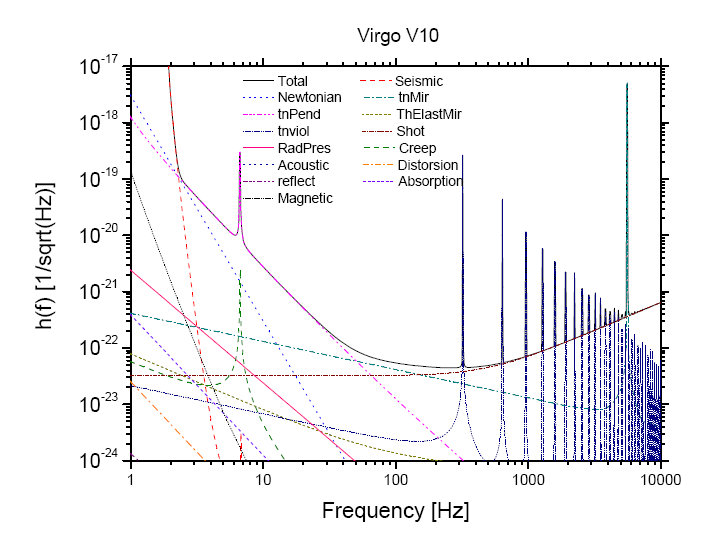 Virgo V10
h(f) [1/sqrt(Hz)]
10^-17
10^-18
10^-19
10^-20
10^-21
10^-22
10^-23
10^-24
Total Seismic
Newtonian tnMir
tnPend ThElastMir
tnviol Shot
RadPres Creep
Acoustic Distorsion
reflect Absorption
Magnetic
1 10 100 1000 10000
Frequency [Hz]